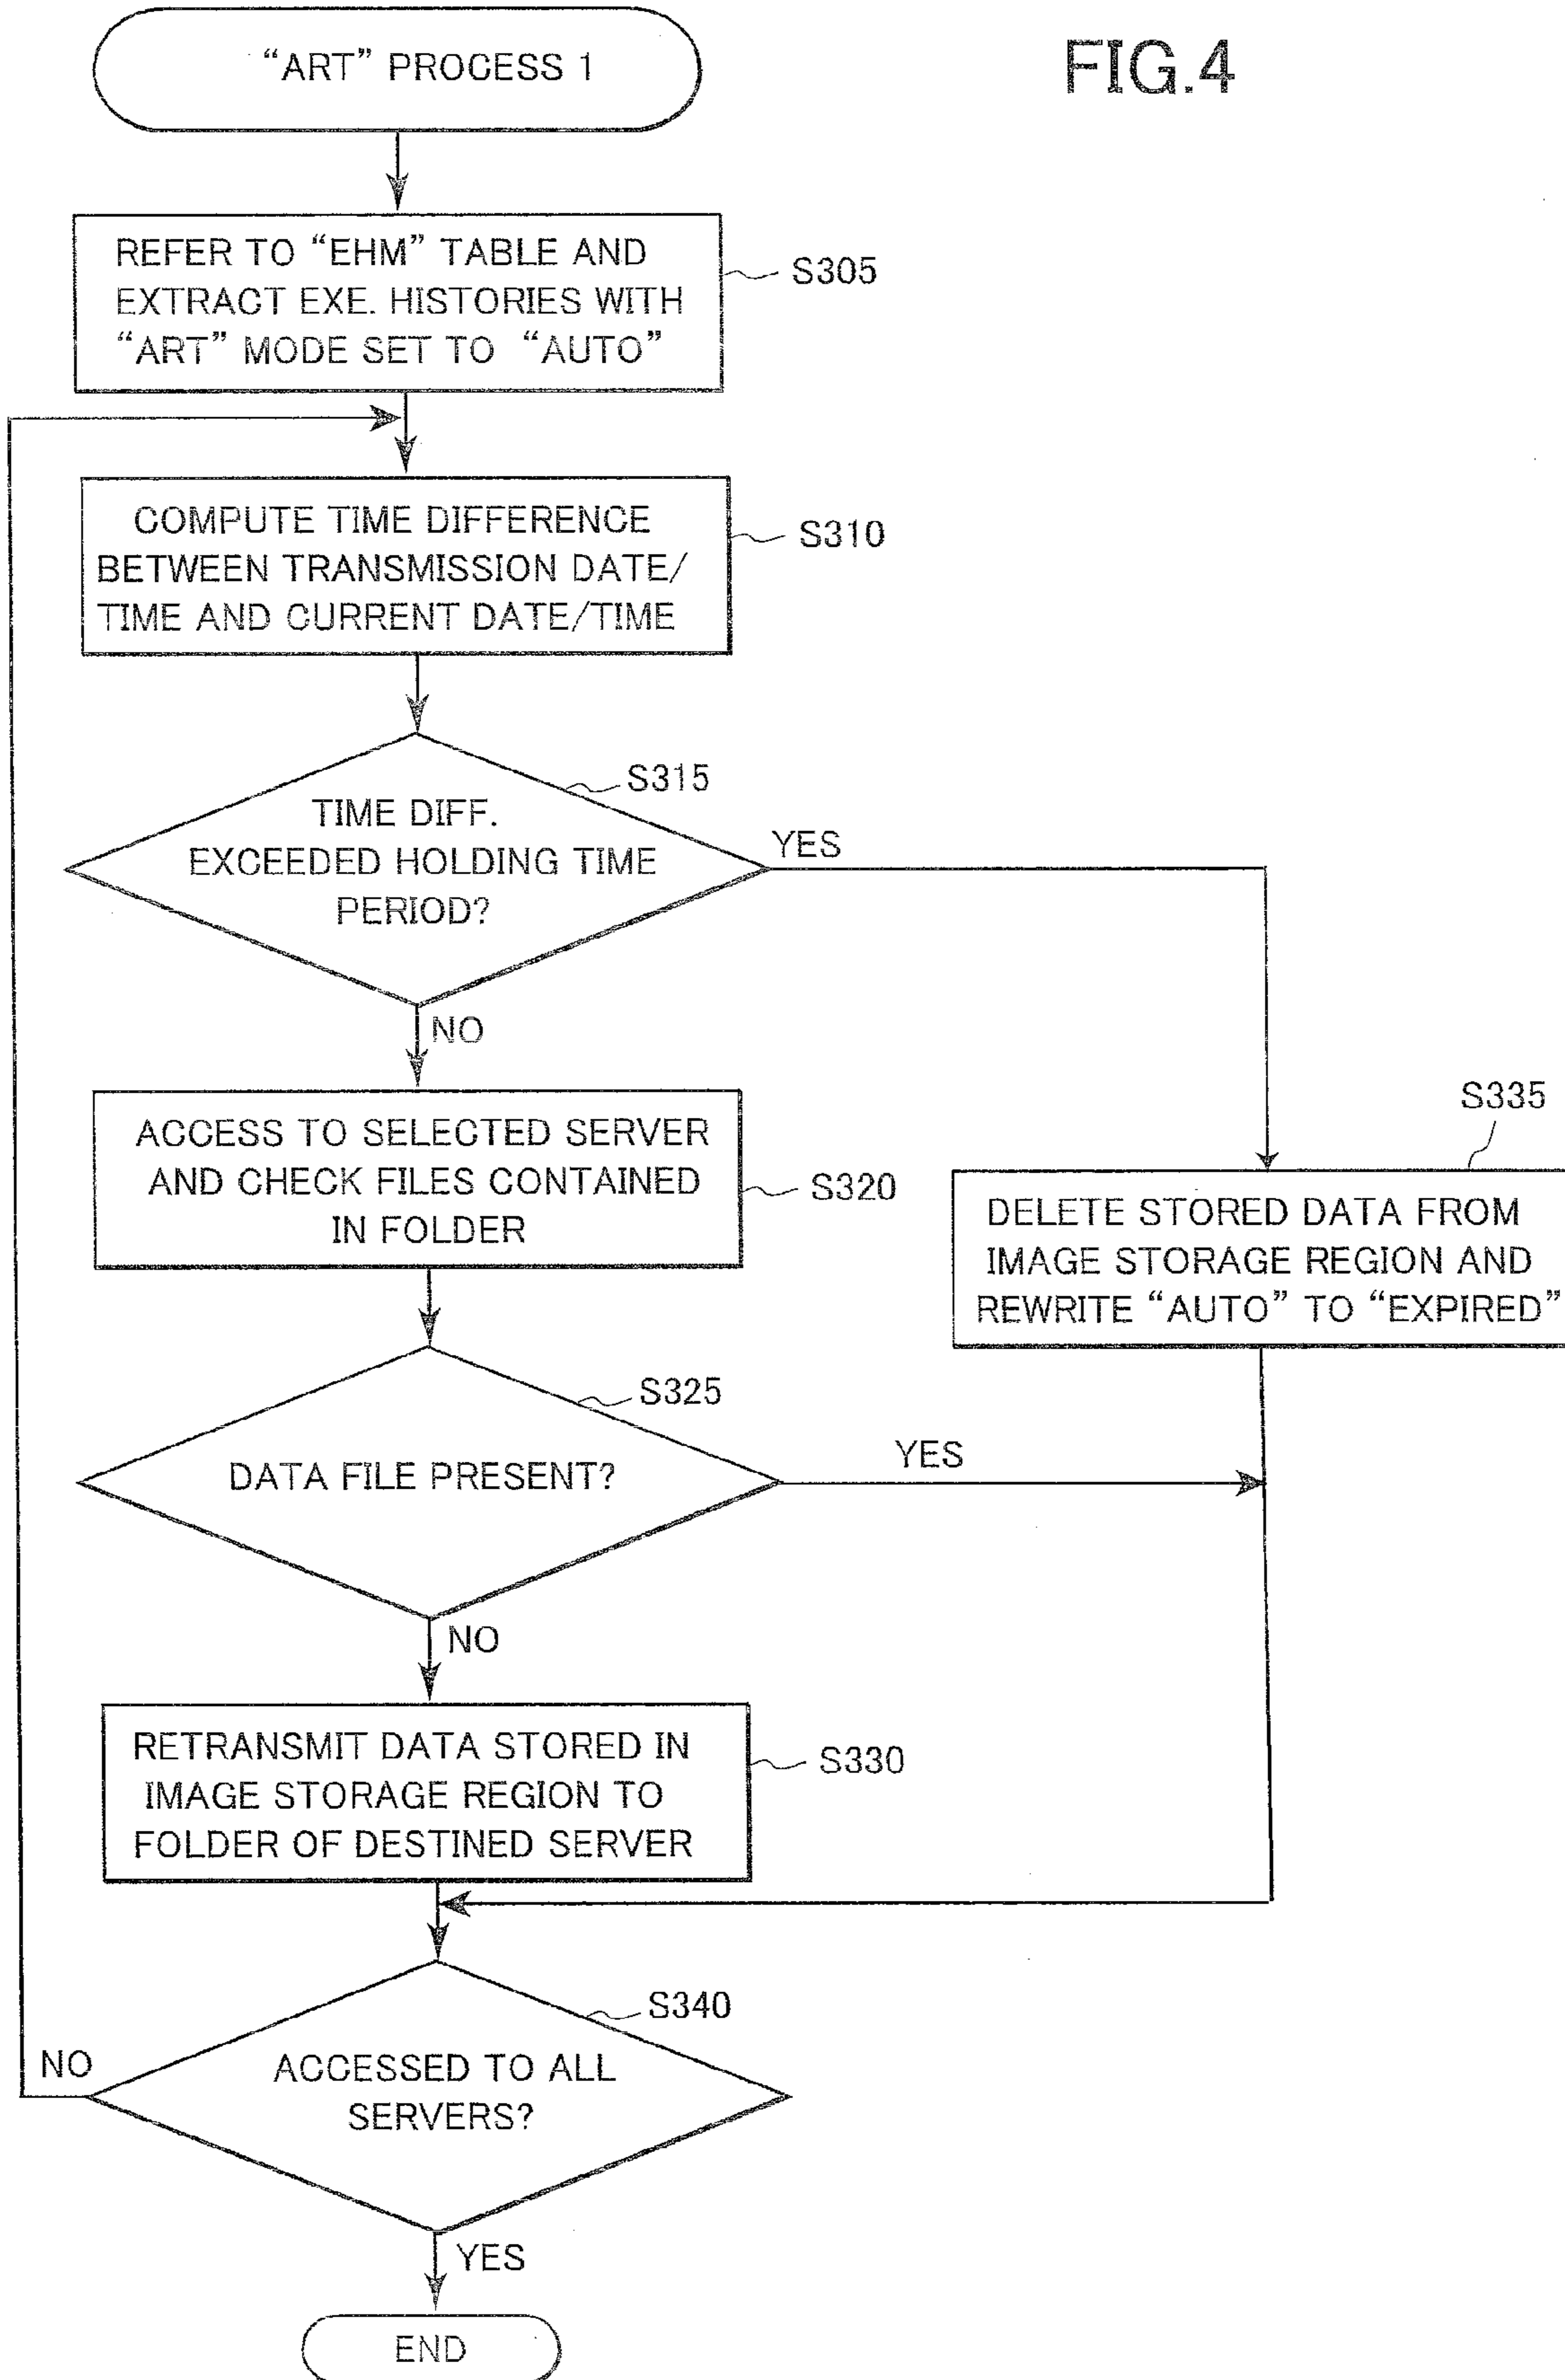 FIG.4
“ART” PROCESS 1
REFER TO “EHM” TABLE AND
EXTRACT EXE. HISTORIES WITH
“ART” MODE SET TO “AUTO”
S305
COMPUTE TIME DIFFERENCE
BETWEEN TRANSMISSION DATE/
TIME AND CURRENT DATE/TIME
S310
S315
TIME DIFF.
EXCEEDED HOLDING TIME
PERIOD?
YES
NO
ACCESS TO SELECTED SERVER
AND CHECK FILES CONTAINED
IN FOLDER
S320
S335
DELETE STORED DATA FROM
IMAGE STORAGE REGION AND
REWRITE “AUTO” TO “EXPIRED”
S325
DATA FILE PRESENT?
YES
NO
RETRANSMIT DATA STORED IN
IMAGE STORAGE REGION TO
FOLDER OF DESTINED SERVER
S330
S340
ACCESSED TO ALL
SERVERS?
NO
YES
END